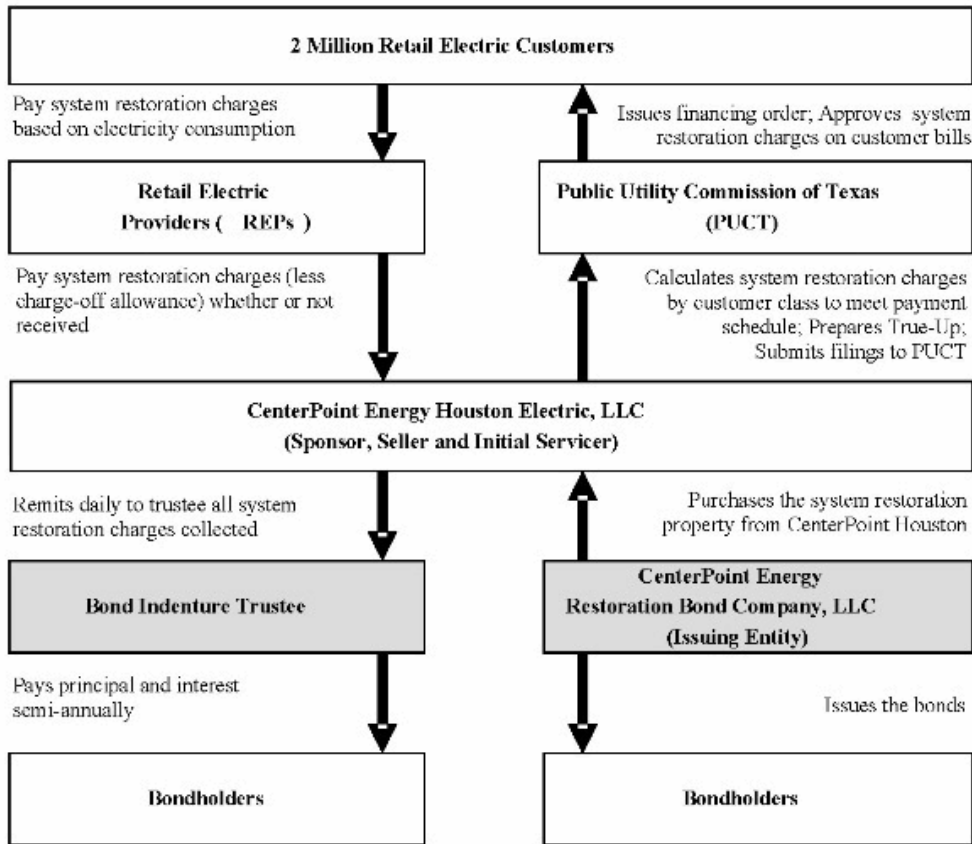 2 Million Retail Electric Customers
Pay system restoration charges
based on electricity consumption
Issues financing order; Approves system
restoration charges on customer bills
Retail Electric
Providers ( REPs )
Public Utility Commission of Texas
(PUCT)
Pay system restoration charges (less
charge-off allowance) whether or not
received
Calculates system restoration charges
by customer class to meet payment
schedule; Prepares True-Up;
Submits filings to PUCT
CenterPoint Energy Houston Electric, LLC
(Sponsor, Seller and Initial Servicer)
Remits daily to trustee all system
restoration charges collected
Purchases the system restoration
property from CenterPoint Houston
Bond Indenture Trustee
CenterPoint Energy
Restoration Bond Company, LLC
(Issuing Entity)
Pays principal and interest
semi-annually
Issues the bonds
Bondholders
Bondholders